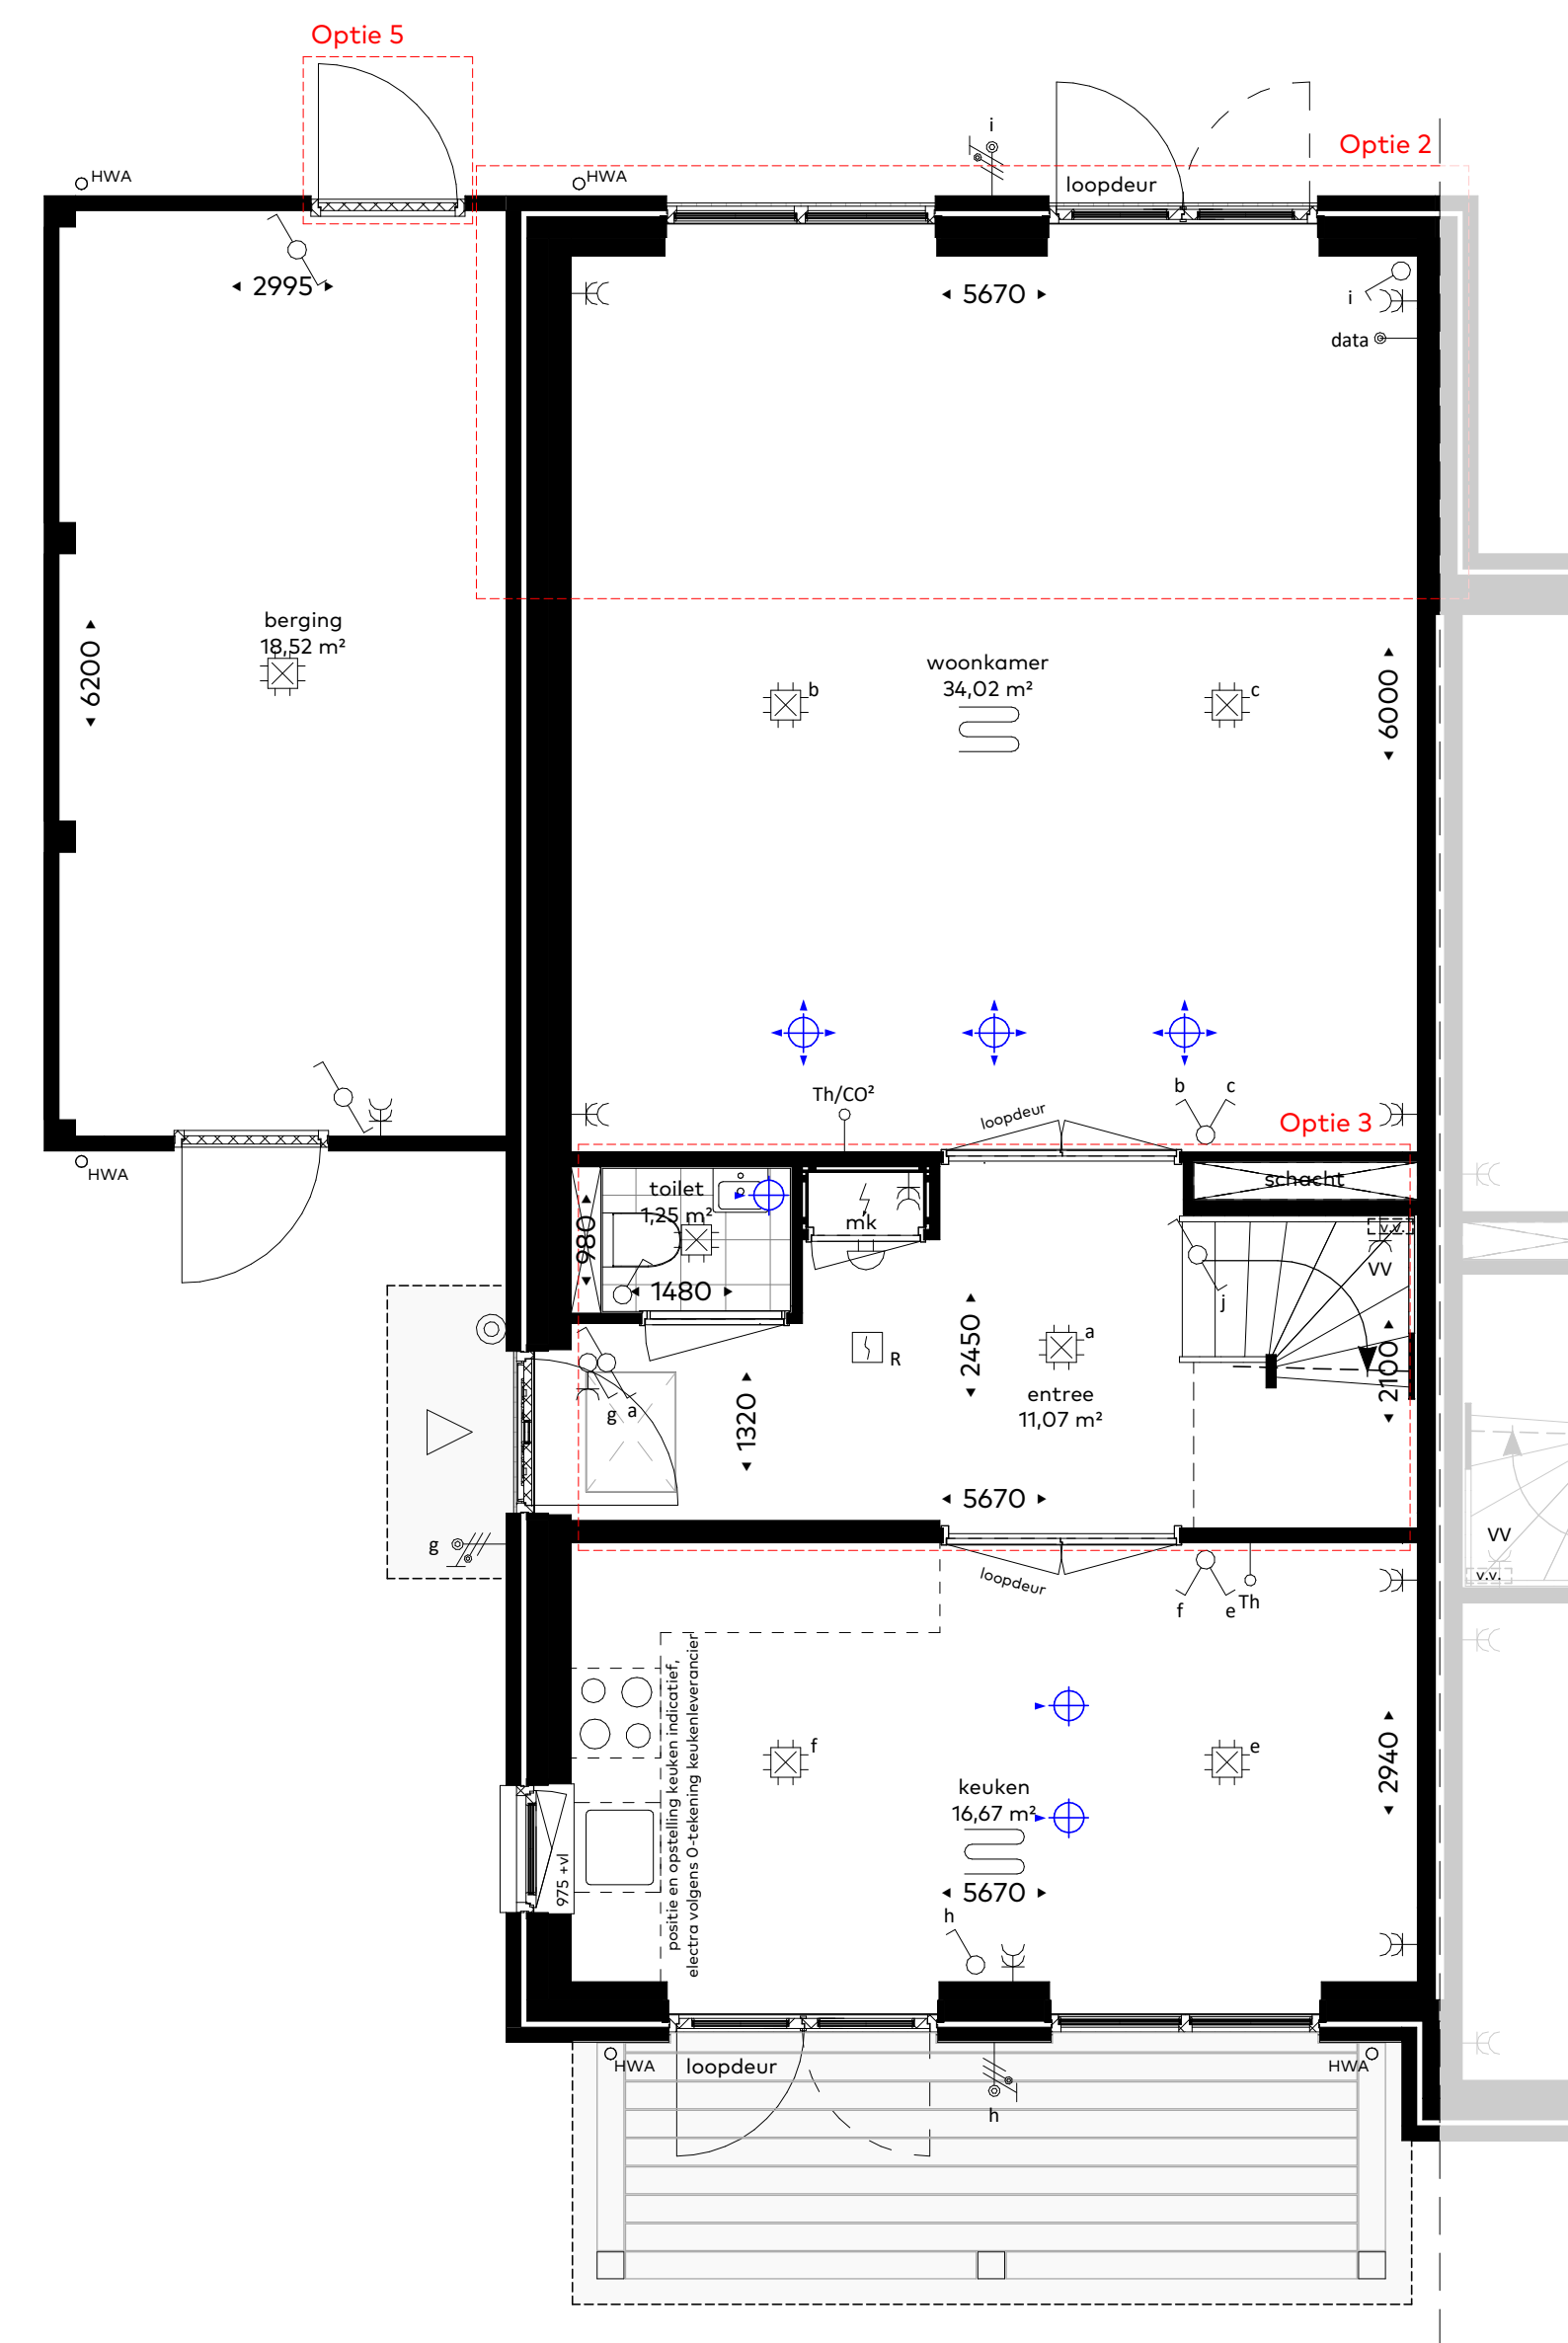 Optie 5
Optie 2
i
HWA
HWA
loopdeur
2995
5670
i
data
berging
18,52 m²
6200
woonkamer
34,02 m²
b
c
6000
Th/CO²
b
c
loopdeur
Optie 3
HWA
toilet
1,25 m²
980
1480
mk
schacht
v.v.
VV
j
2450
a
R
2100
entree
11,07 m²
g
a
1320
5670
g
loopdeur
f
e
Th
VV
v.v.
positie en opstelling keuken indicatief,
electra volgens 0-tekening keukenleverancier
f
e
2940
keuken
16,67 m²
975 +vl
5670
h
HWA
loopdeur
HWA
h